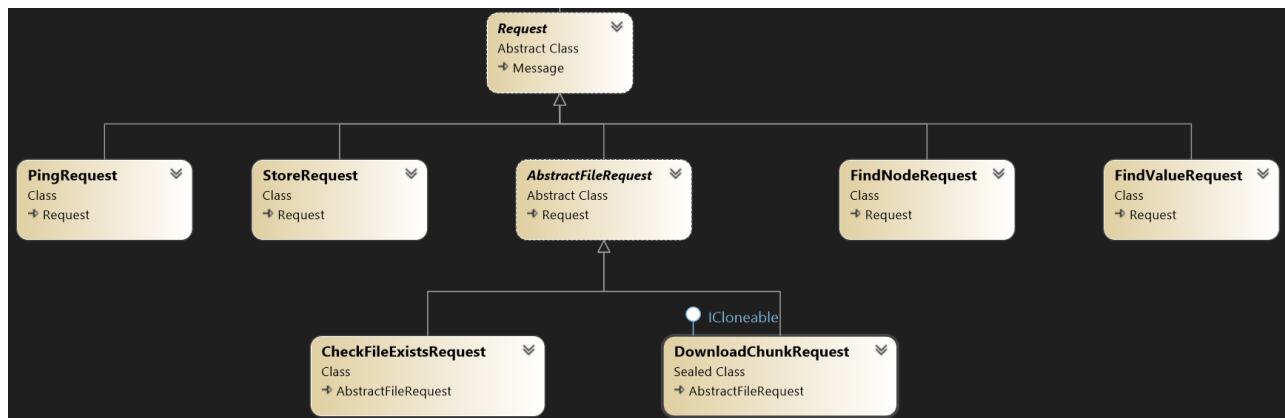 Request
Abstract Class
Message
PingRequest
Class
Request
StoreRequest
Class
Request
AbstractFileRequest
Abstract Class
Request
FindNodeRequest
Class
Request
FindValueRequest
Class
Request
CheckFileExistsRequest
Class
AbstractFileRequest
ICloneable
DownloadChunkRequest
Sealed Class
AbstractFileRequest